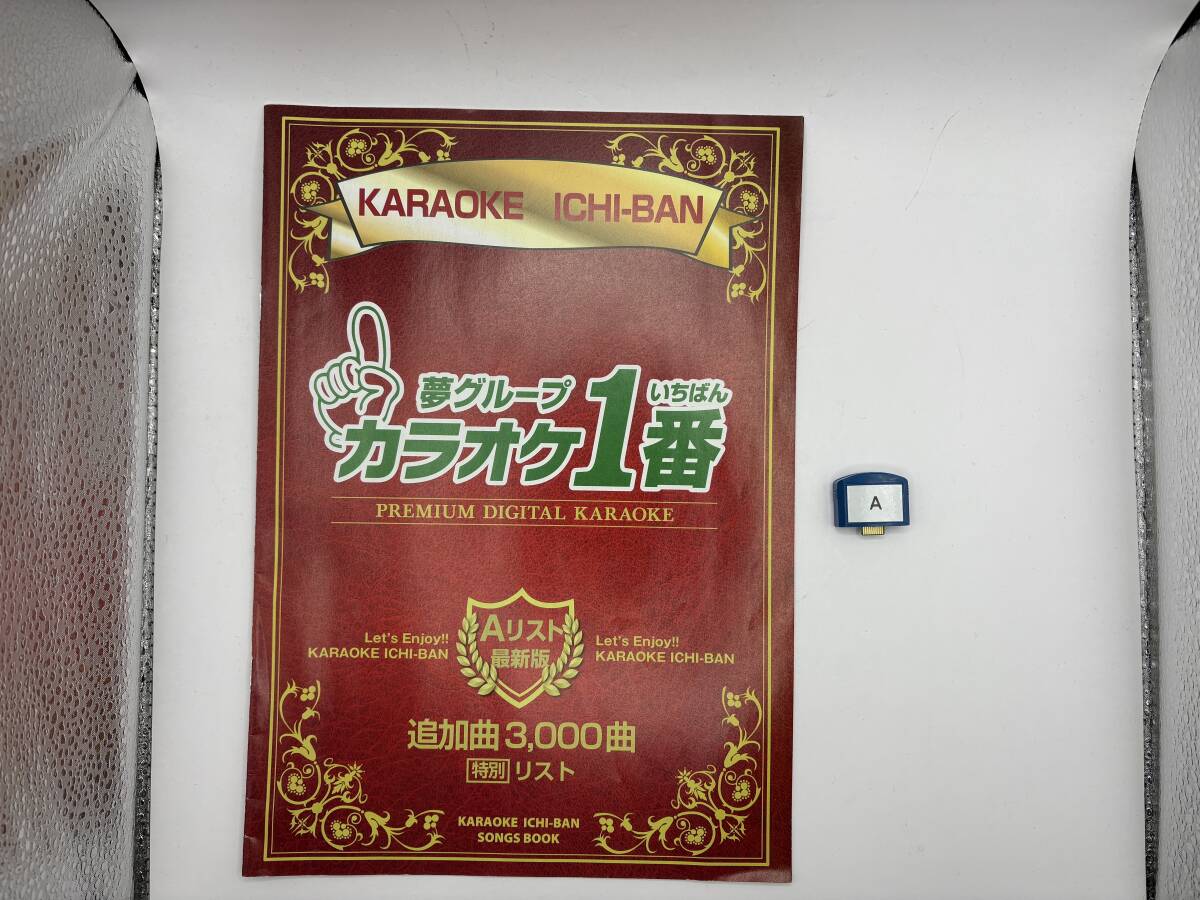 KARAOKE ICHI-BAN
夢グループ
いちばん
カラオケ1番
PREMIUM DIGITAL KARAOKE
Let's Enjoy!!
KARAOKE ICHI-BAN
Aリスト
最新版
Let's Enjoy!!
KARAOKE ICHI-BAN
追加曲3,000曲
特別 リスト
KARAOKE ICHI-BAN
SONGS BOOK
A